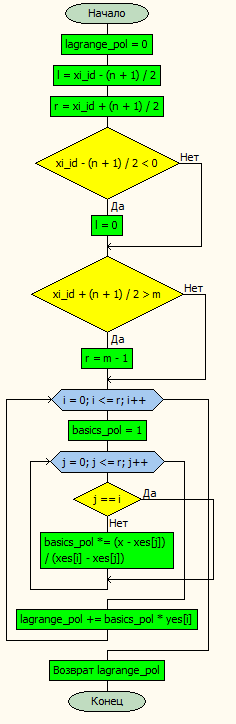 Начало
lagrange_pol = 0
l = xi_id - (n + 1) / 2
r = xi_id + (n + 1) / 2
xi_id - (n + 1) / 2 < 0
Нет
Да
l = 0
xi_id + (n + 1) / 2 > m
Нет
Да
r = m - 1
i = 0; i <= r; i++
basics_pol = 1
j = 0; j <= r; j++
j == i
Да
Нет
basics_pol *= (x - xes[j])
/ (xes[i] - xes[j])
lagrange_pol += basics_pol * yes[i]
Возврат lagrange_pol
Конец